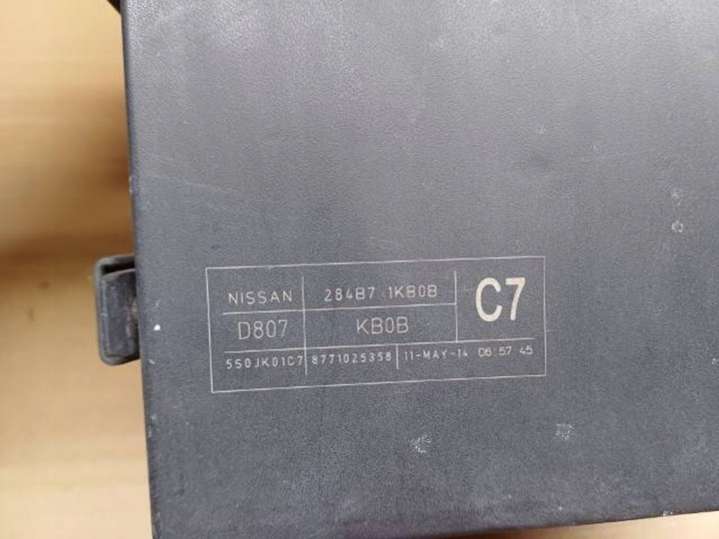 NISSAN 284B7 1KB0B C7
D807 KB0B
550JK01C7 8771025358 11-MAY-14 06:57:45